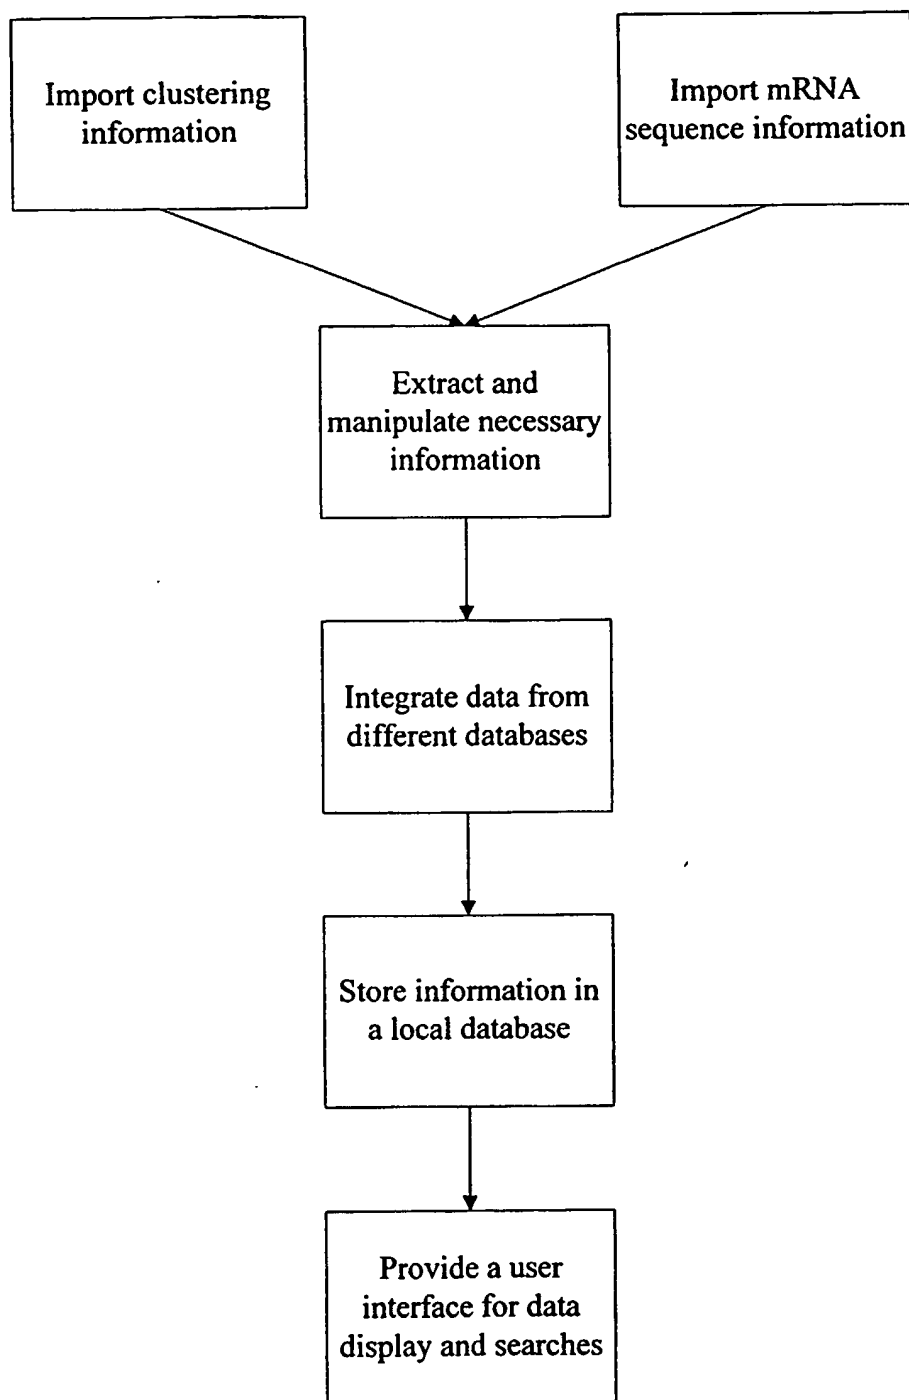 Import clustering
information
Import mRNA
sequence information
Extract and
manipulate necessary
information
Integrate data from
different databases
Store information in
a local database
Provide a user
interface for data
display and searches